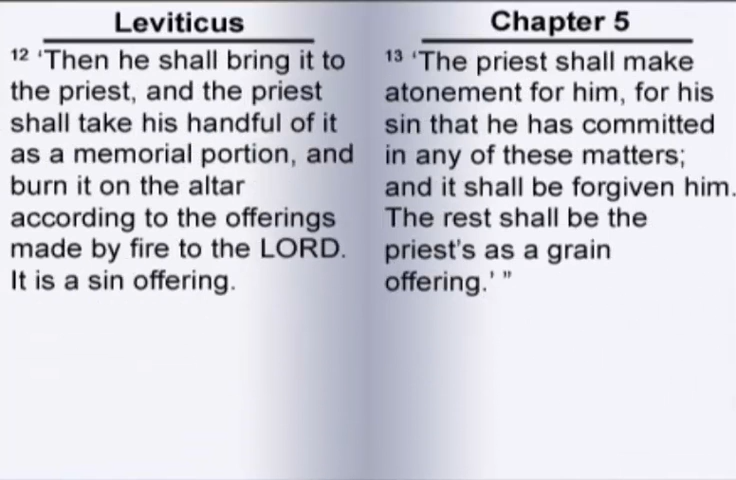 Leviticus
12 ‘Then he shall bring it to
the priest, and the priest
shall take his handful of it
as a memorial portion, and
burn it on the altar
according to the offerings
made by fire to the LORD.
It is a sin offering.
Chapter 5
13 ‘The priest shall make
atonement for him, for his
sin that he has committed
in any of these matters;
and it shall be forgiven him.
The rest shall be the
priest’s as a grain
offering.’ ”